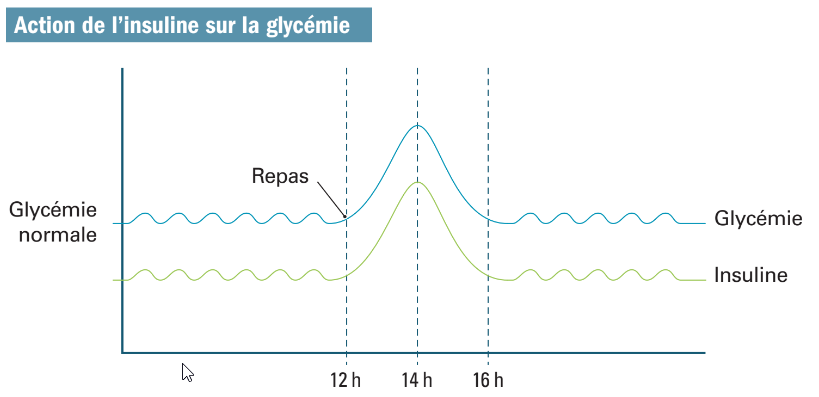 Action de l'insuline sur la glycémie
Repas
Glycémie
normale
Glycémie
Insuline
12 h
14 h
16 h